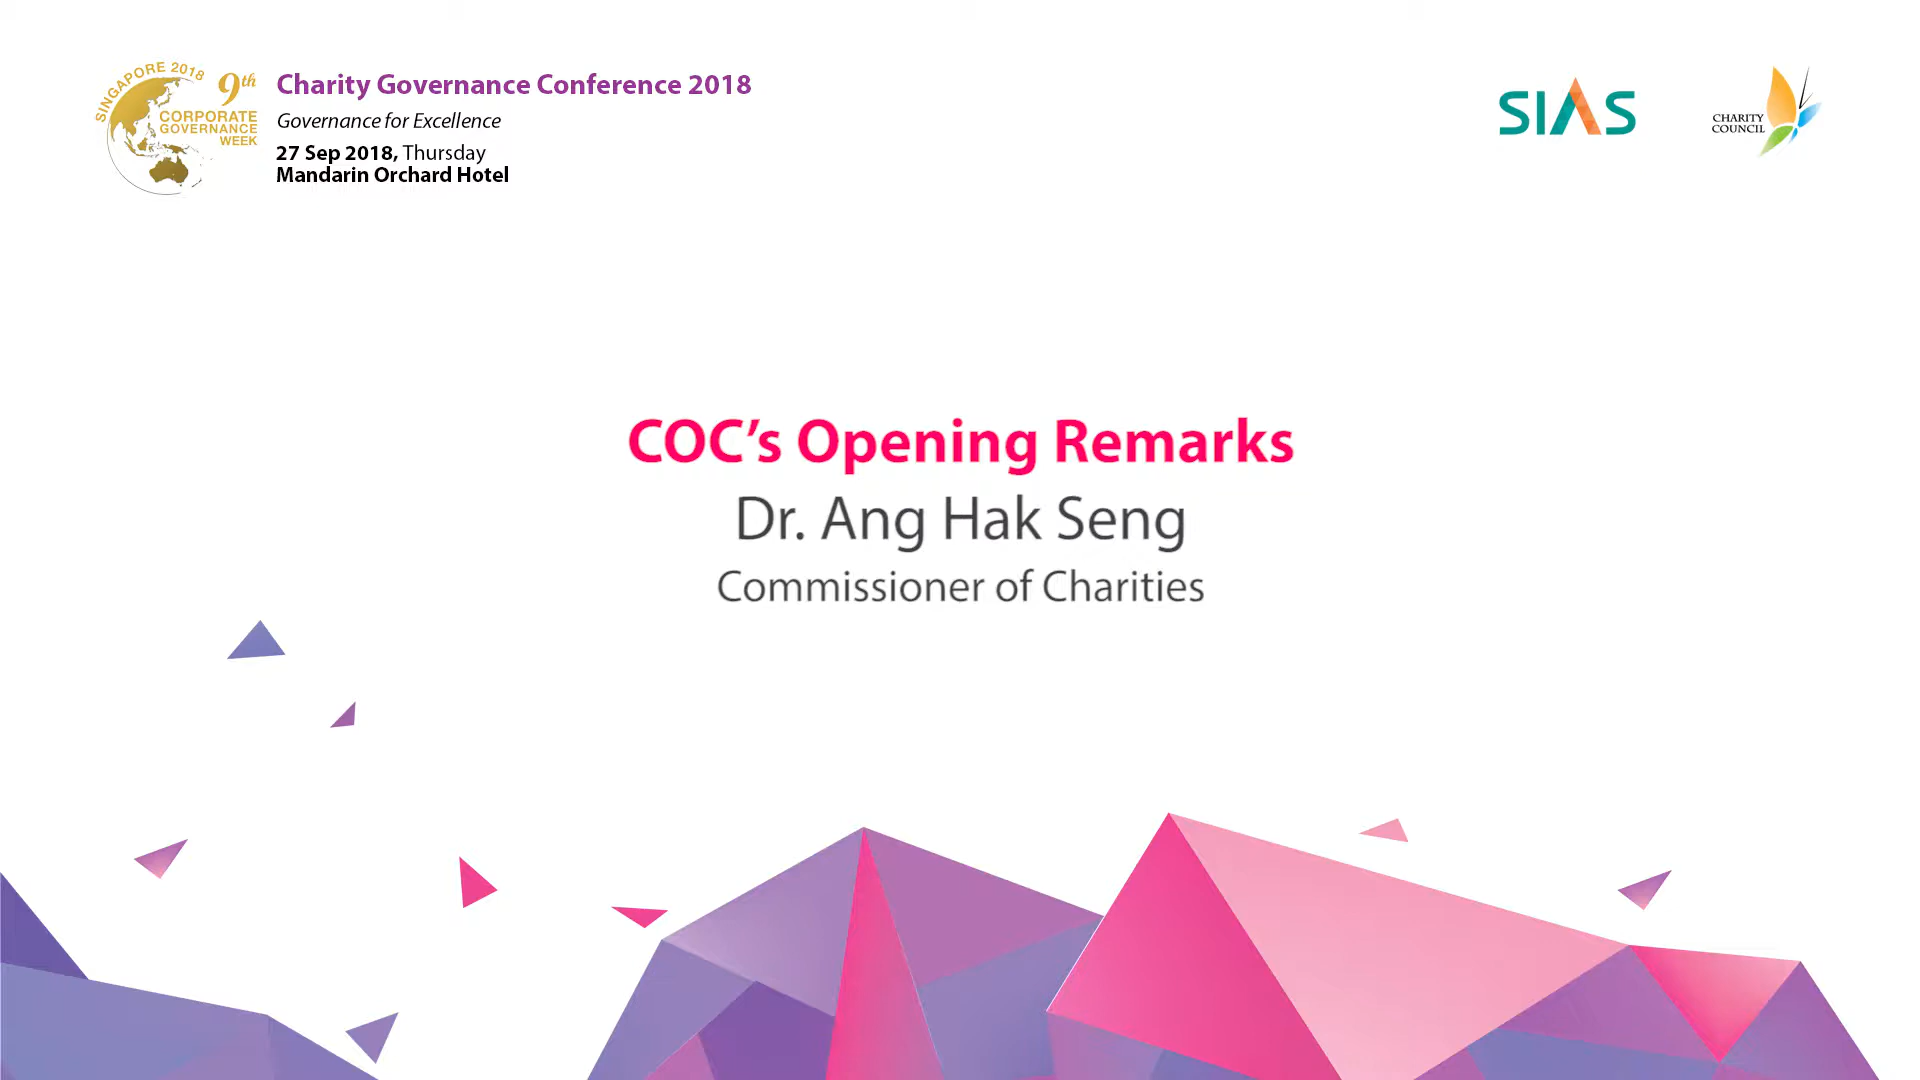 SINGAPORE 2018
9th
CORPORATE
GOVERNANCE
WEEK
Charity Governance Conference 2018
Governance for Excellence
27 Sep 2018, Thursday
Mandarin Orchard Hotel
SIAS
CHARITY
COUNCIL
COC’s Opening Remarks
Dr. Ang Hak Seng
Commissioner of Charities